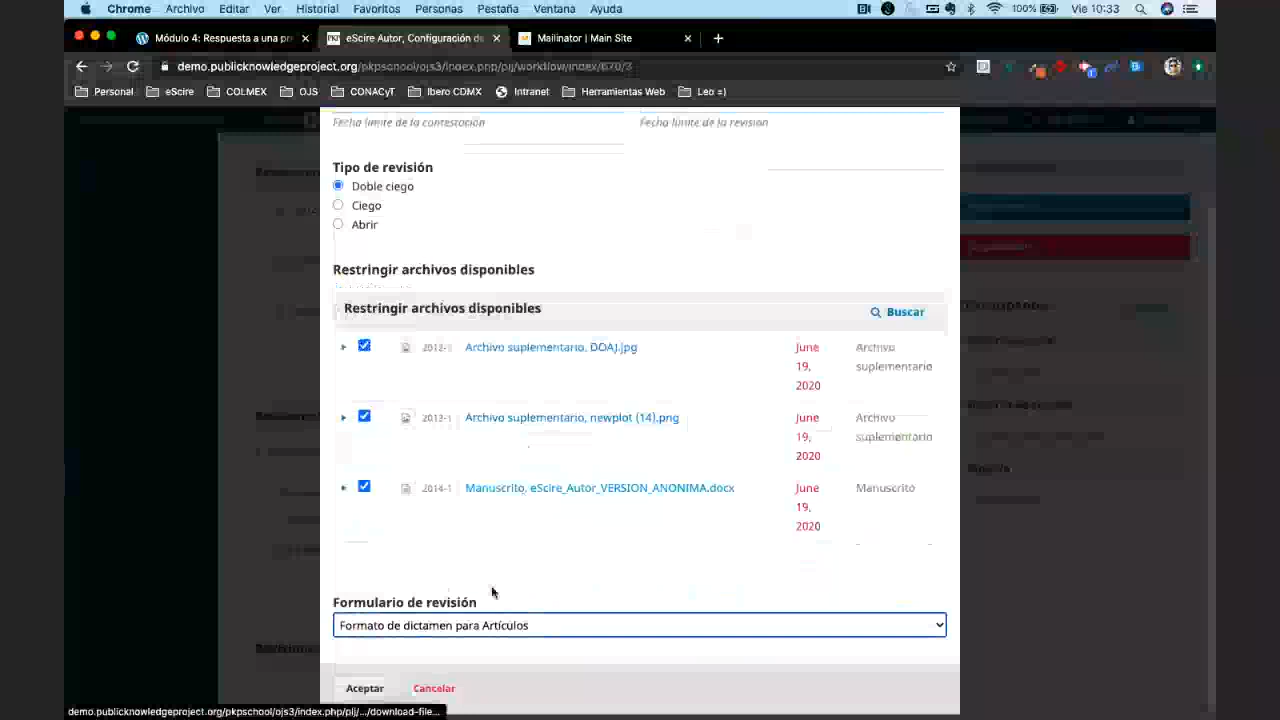 Chrome Archivo Editar Ver Historial Favoritos Personas Pestaña Ventana Ayuda 100% Vie 10:33
Módulo 4: Respuesta a una pr
eScire Autor, Configuración de
Mailinator | Main Site
demo.publicknowledgeproject.org/pkpschool/ojs3/index.php/pij/workflow/index/670/3
Personal eScire COLMEX OJS CONACyT Ibero CDMX Intranet Herramientas Web Leo =)
Fecha límite de la contestación Fecha límite de la revisión
Tipo de revisión
Doble ciego
Ciego
Abrir
Restringir archivos disponibles
Restringir archivos disponibles Buscar
Archivo suplementario, DOAJ.jpg June 19, 2020 Archivo suplementario
2013-1 Archivo suplementario, newplot (14).png June 19, 2020 Archivo suplementario
2014-1 Manuscrito, eScire_Autor_VERSION_ANONIMA.docx June 19, 2020 Manuscrito
Formulario de revisión
Formato de dictamen para Artículos
Aceptar Cancelar
demo.publicknowledgeproject.org/pkpschool/ojs3/index.php/pij/.../download-file...